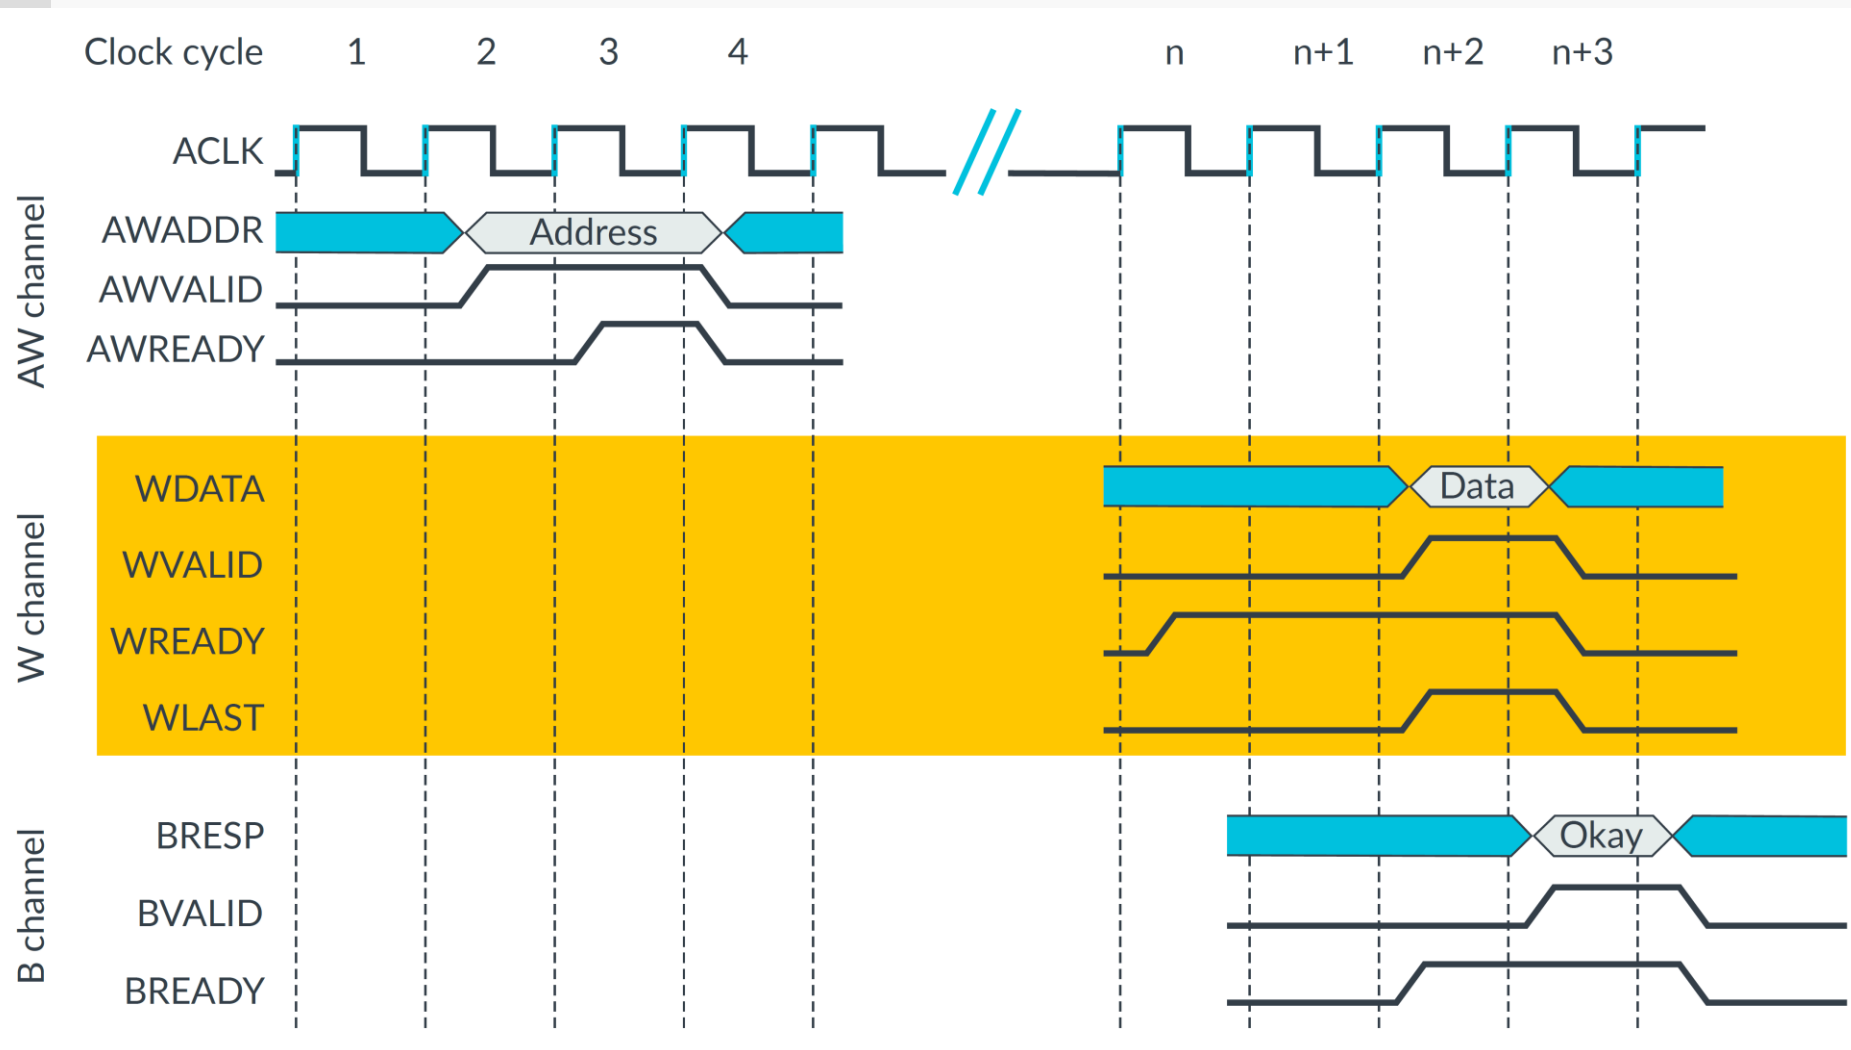 Clock cycle 1 2 3 4 n n+1 n+2 n+3
ACLK
AW channel
AWADDR Address
AWVALID
AWREADY
W channel
WDATA Data
WVALID
WREADY
WLAST
B channel
BRESP Okay
BVALID
BREADY